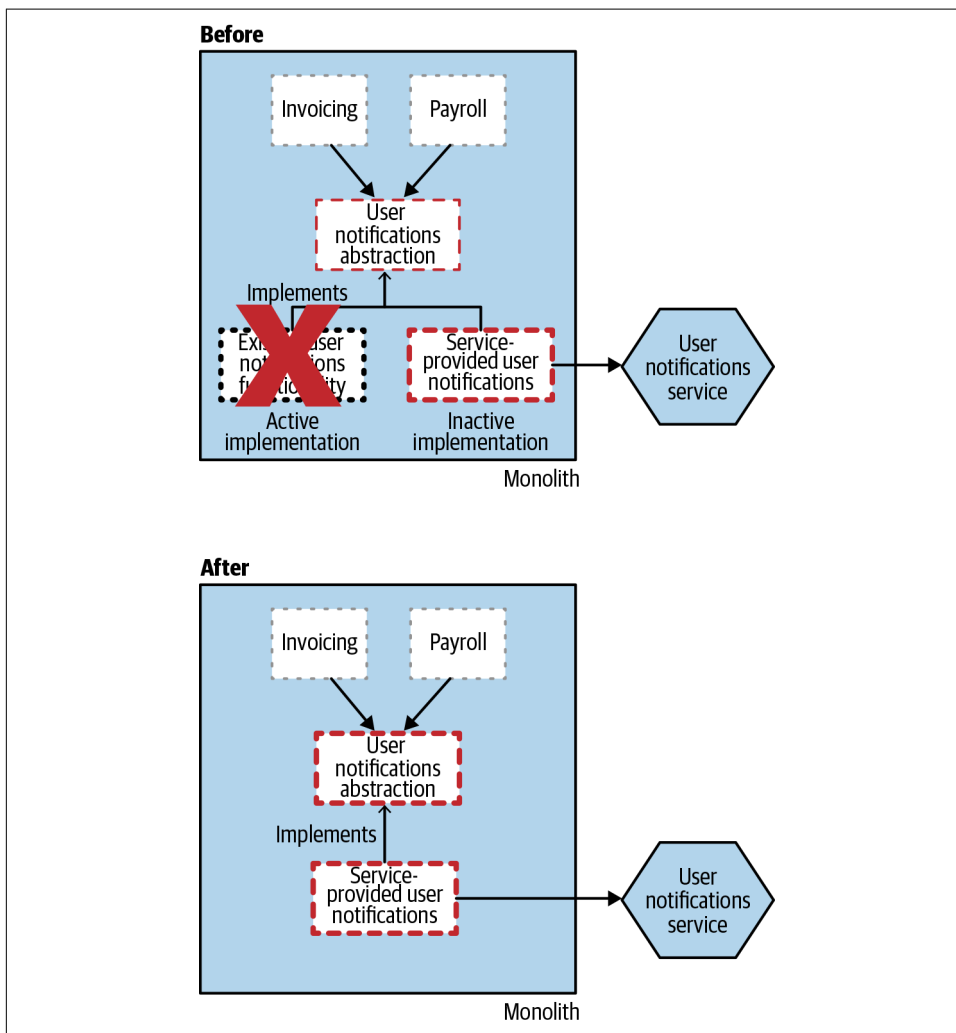 Before
Invoicing
Payroll
User
notifications
abstraction
Implements
user
Service-
provided user
notifications
User
notifications
service
Active
implementation
Inactive
implementation
Monolith
After
Invoicing
Payroll
User
notifications
abstraction
Implements
Service-
provided user
notifications
User
notifications
service
Monolith